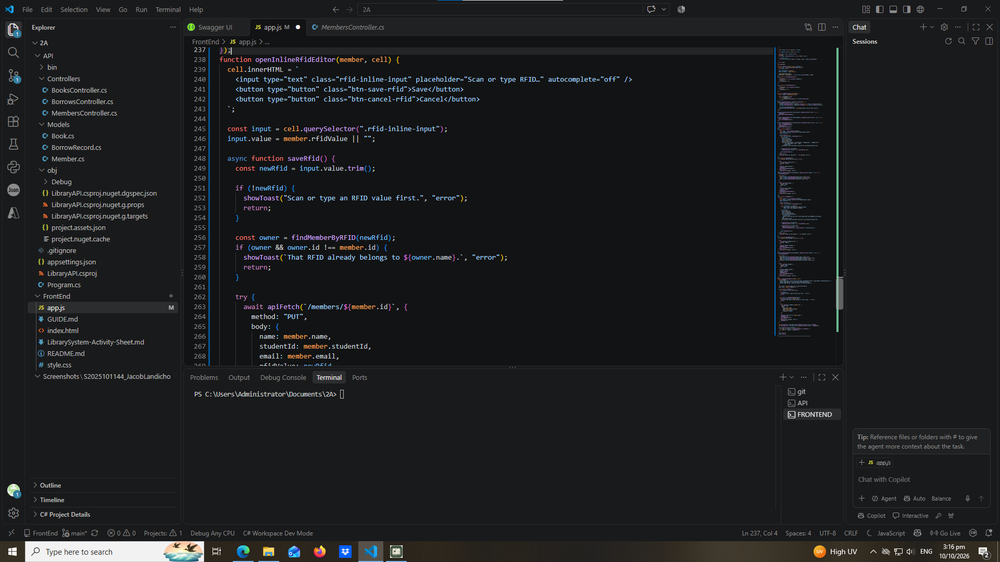 File Edit Selection View Go Run Terminal Help
2A
Explorer
2A
API
bin
Controllers
BooksController.cs
BorrowsController.cs
MembersController.cs
Models
Book.cs
BorrowRecord.cs
Member.cs
obj
Debug
LibraryAPI.csproj.nuget.dgspec.json
LibraryAPI.csproj.nuget.g.props
LibraryAPI.csproj.nuget.g.targets
project.assets.json
project.nuget.cache
.gitignore
appsettings.json
LibraryAPI.csproj
Program.cs
FrontEnd
app.js M
GUIDE.md
index.html
LibrarySystem-Activity-Sheet.md
README.md
style.css
Screenshots\S2025101144_JacobLandicho
Outline
Timeline
C# Project Details
Swagger UI
JS app.js M
MembersController.cs
FrontEnd > JS app.js > ...
237 });
238 function openInlineRfidEditor(member, cell) {
239 cell.innerHTML = `
240 <input type="text" class="rfid-inline-input" placeholder="Scan or type RFID…" autocomplete="off" />
241 <button type="button" class="btn-save-rfid">Save</button>
242 <button type="button" class="btn-cancel-rfid">Cancel</button>
243 `;
244
245 const input = cell.querySelector(".rfid-inline-input");
246 input.value = member.rfidValue || "";
247
248 async function saveRfid() {
249 const newRfid = input.value.trim();
250
251 if (!newRfid) {
252 showToast("Scan or type an RFID value first.", "error");
253 return;
254 }
255
256 const owner = findMemberByRFID(newRfid);
257 if (owner && owner.id !== member.id) {
258 showToast(`That RFID already belongs to ${owner.name}.`, "error");
259 return;
260 }
261
262 try {
263 await apiFetch(`/members/${member.id}`, {
264 method: "PUT",
265 body: {
266 name: member.name,
267 studentId: member.studentId,
268 email: member.email,
269 rfidValue: newRfid
Problems Output Debug Console Terminal Ports
PS C:\Users\Administrator\Documents\2A>
git
API
FRONTEND
Chat
Sessions
Tip: Reference files or folders with # to give
the agent more context about the task.
JS app.js
Chat with Copilot
Agent Auto Balance
Copilot Interactive
FrontEnd main* 0 0 Projects: 1 Debug Any CPU C# Workspace Dev Mode
Ln 237, Col 4 Spaces: 4 UTF-8 CRLF JavaScript Go Live
Type here to search
UV High UV ENG
3:16 pm
10/10/2026
2